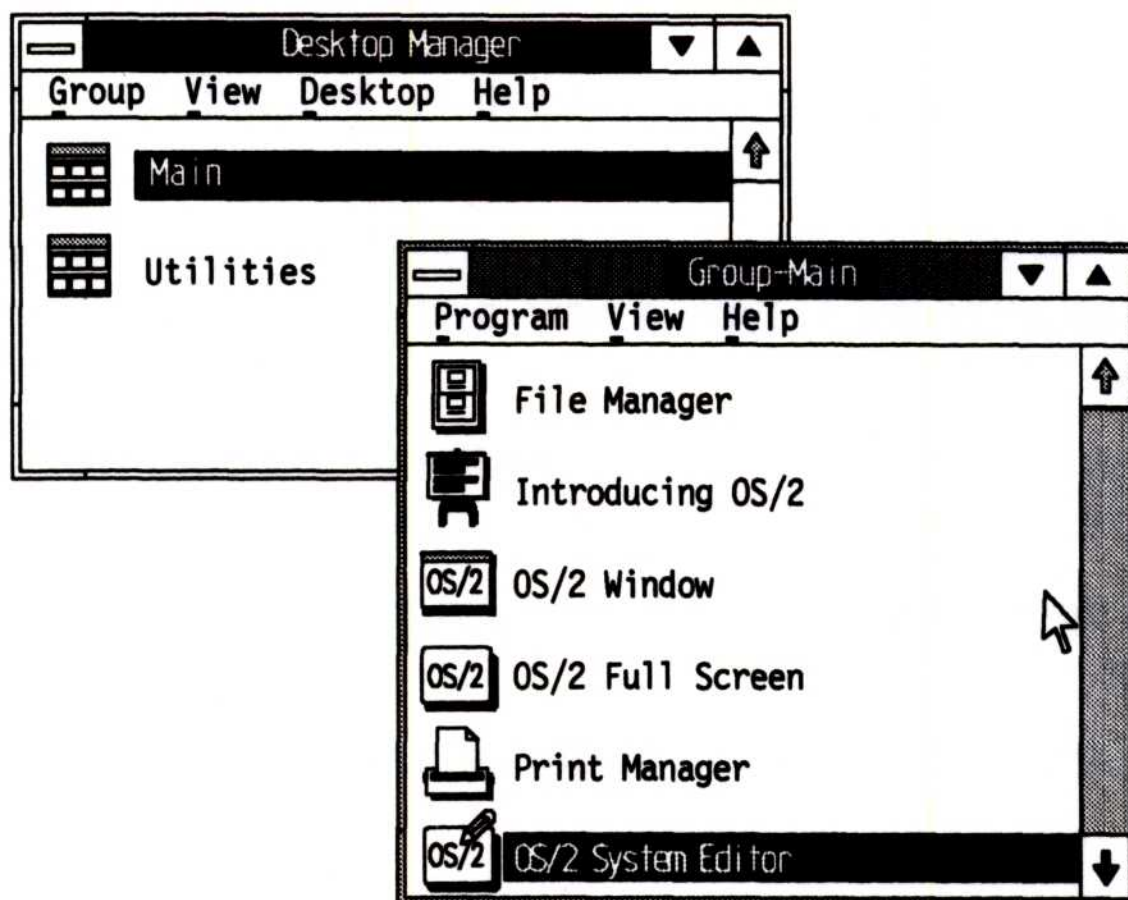 Desktop Manager
Group View Desktop Help
Main
Utilities
Group-Main
Program View Help
File Manager
Introducing OS/2
OS/2 OS/2 Window
OS/2 OS/2 Full Screen
Print Manager
OS/2 OS/2 System Editor